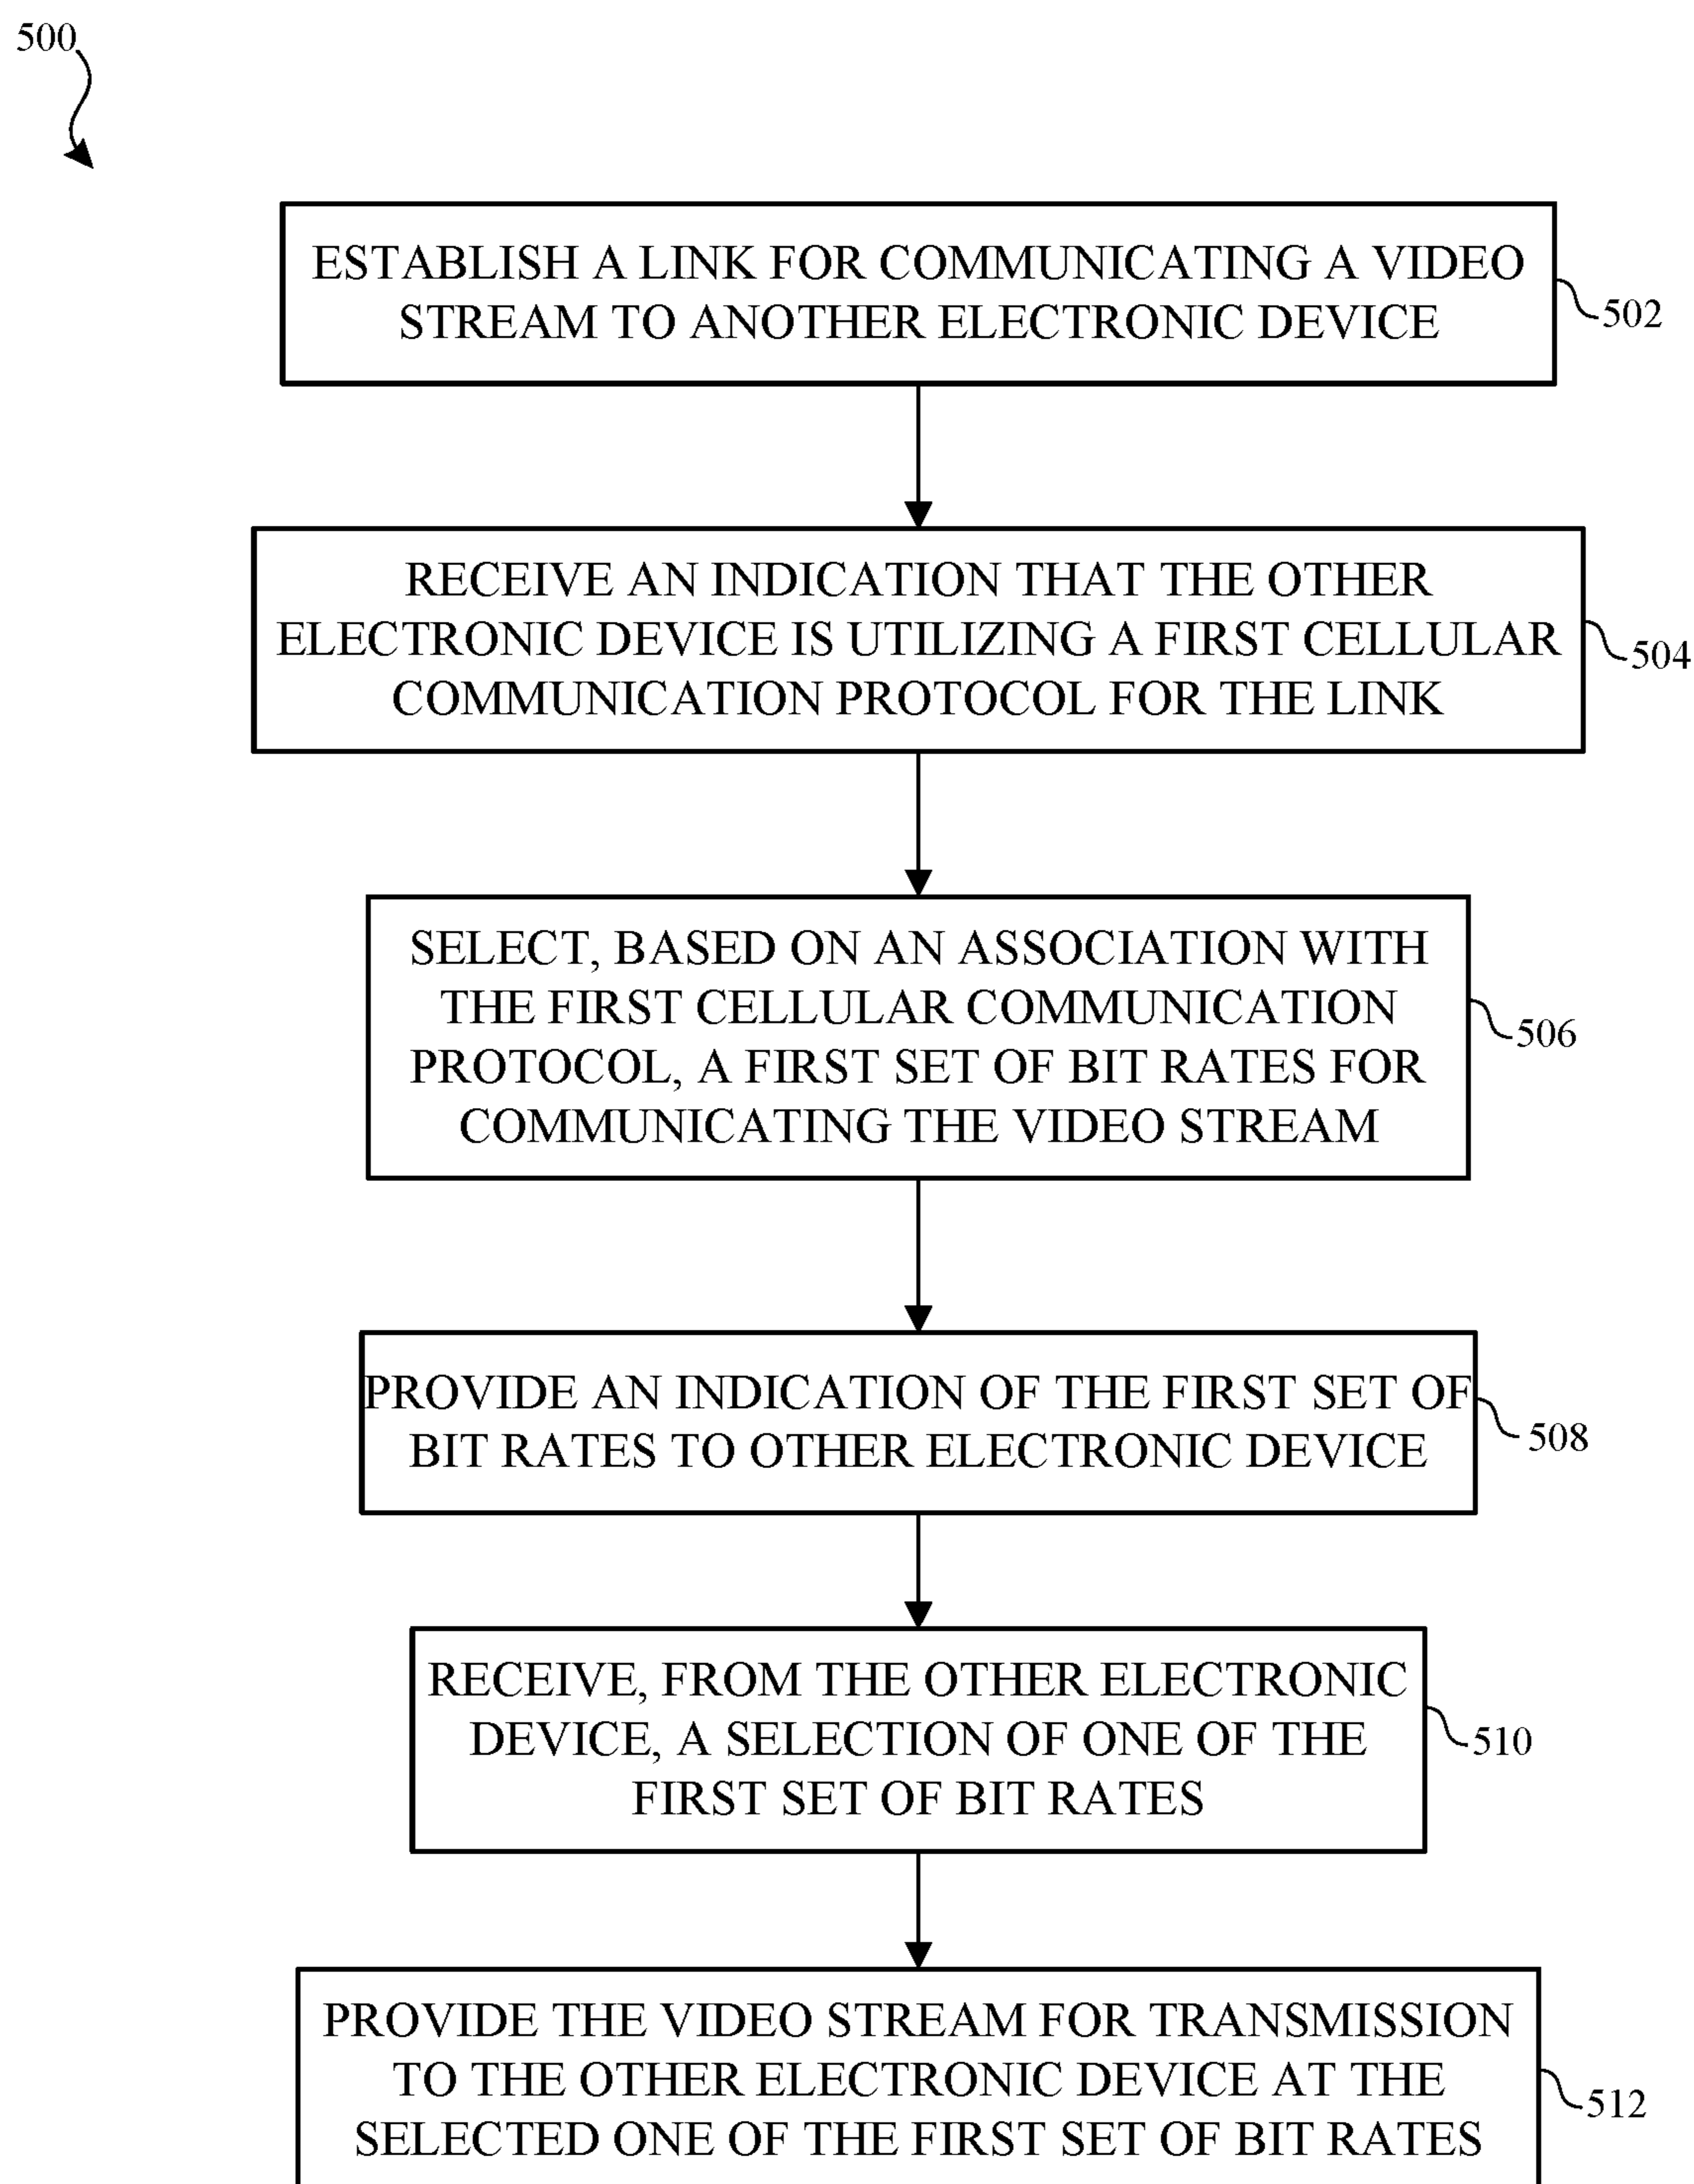 500
ESTABLISH A LINK FOR COMMUNICATING A VIDEO
STREAM TO ANOTHER ELECTRONIC DEVICE
502
RECEIVE AN INDICATION THAT THE OTHER
ELECTRONIC DEVICE IS UTILIZING A FIRST CELLULAR
COMMUNICATION PROTOCOL FOR THE LINK
504
SELECT, BASED ON AN ASSOCIATION WITH
THE FIRST CELLULAR COMMUNICATION
PROTOCOL, A FIRST SET OF BIT RATES FOR
COMMUNICATING THE VIDEO STREAM
506
PROVIDE AN INDICATION OF THE FIRST SET OF
BIT RATES TO OTHER ELECTRONIC DEVICE
508
RECEIVE, FROM THE OTHER ELECTRONIC
DEVICE, A SELECTION OF ONE OF THE
FIRST SET OF BIT RATES
510
PROVIDE THE VIDEO STREAM FOR TRANSMISSION
TO THE OTHER ELECTRONIC DEVICE AT THE
SELECTED ONE OF THE FIRST SET OF BIT RATES
512